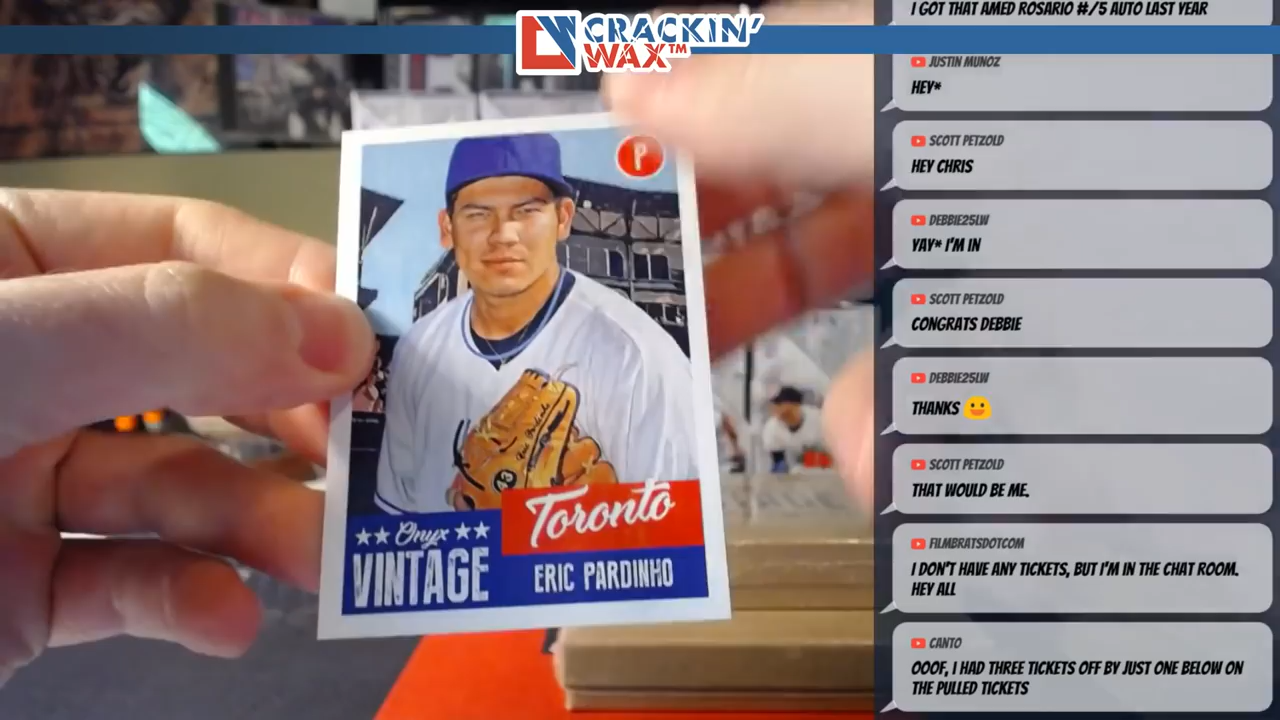 CRACKIN'
WAX™
P
Toronto
★★ Onyx ★★
VINTAGE
ERIC PARDINHO
I GOT THAT AMED ROSARIO #/5 AUTO LAST YEAR
JUSTIN MUNOZ
HEY*
SCOTT PETZOLD
HEY CHRIS
DEBBIE25LW
YAY* I'M IN
SCOTT PETZOLD
CONGRATS DEBBIE
DEBBIE25LW
THANKS 😀
SCOTT PETZOLD
THAT WOULD BE ME.
FILMBRATSDOTCOM
I DON'T HAVE ANY TICKETS, BUT I'M IN THE CHAT ROOM.
HEY ALL
CANTO
OOOF, I HAD THREE TICKETS OFF BY JUST ONE BELOW ON
THE PULLED TICKETS